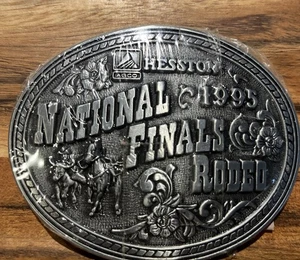 HESSTON
AGCO
NATIONAL 1995
FINALS
RODEO